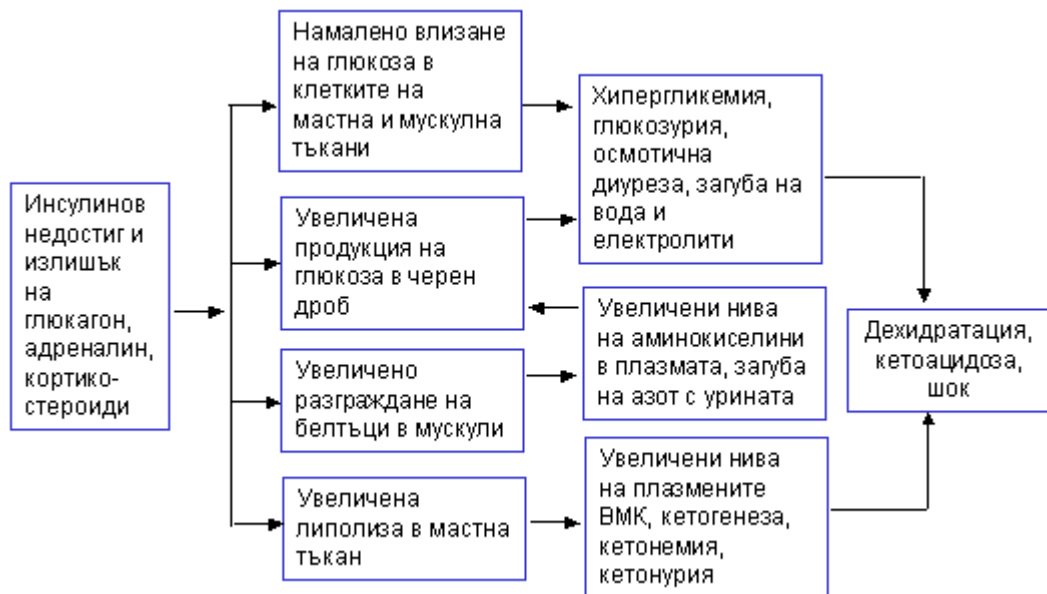 Инсулинов
недостиг и
излишък
на
глюкагон,
адреналин,
кортико-
стероиди
Намалено влизане
на глюкоза в
клетките на
мастна и мускулна
тъкани
Увеличена
продукция на
глюкоза в черен
дроб
Увеличено
разграждане на
белтъци в мускули
Увеличена
липолиза в мастна
тъкан
Хипергликемия,
глюкозурия,
осмотична
диуреза, загуба на
вода и
електролити
Увеличени нива
на аминокиселини
в плазмата, загуба
на азот с урината
Увеличени нива
на плазмените
ВМК, кетогенеза,
кетонемия,
кетонурия
Дехидратация,
кетоацидоза,
шок